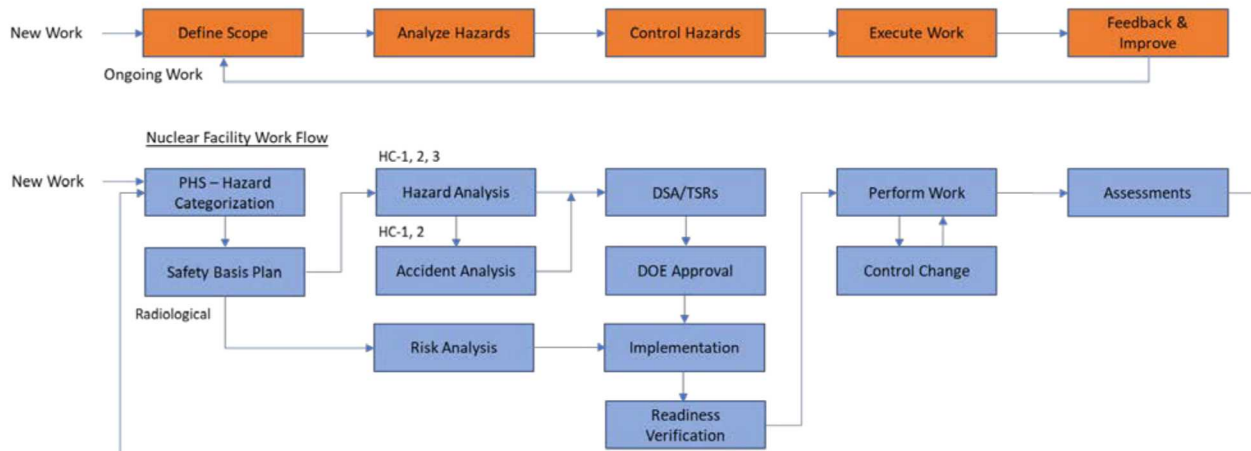 New Work
Define Scope
Analyze Hazards
Control Hazards
Execute Work
Feedback &
Improve
Ongoing Work
Nuclear Facility Work Flow
New Work
PHS – Hazard
Categorization
HC-1, 2, 3
Hazard Analysis
DSA/TSRs
Perform Work
Assessments
HC-1, 2
Safety Basis Plan
Accident Analysis
DOE Approval
Control Change
Radiological
Risk Analysis
Implementation
Readiness
Verification